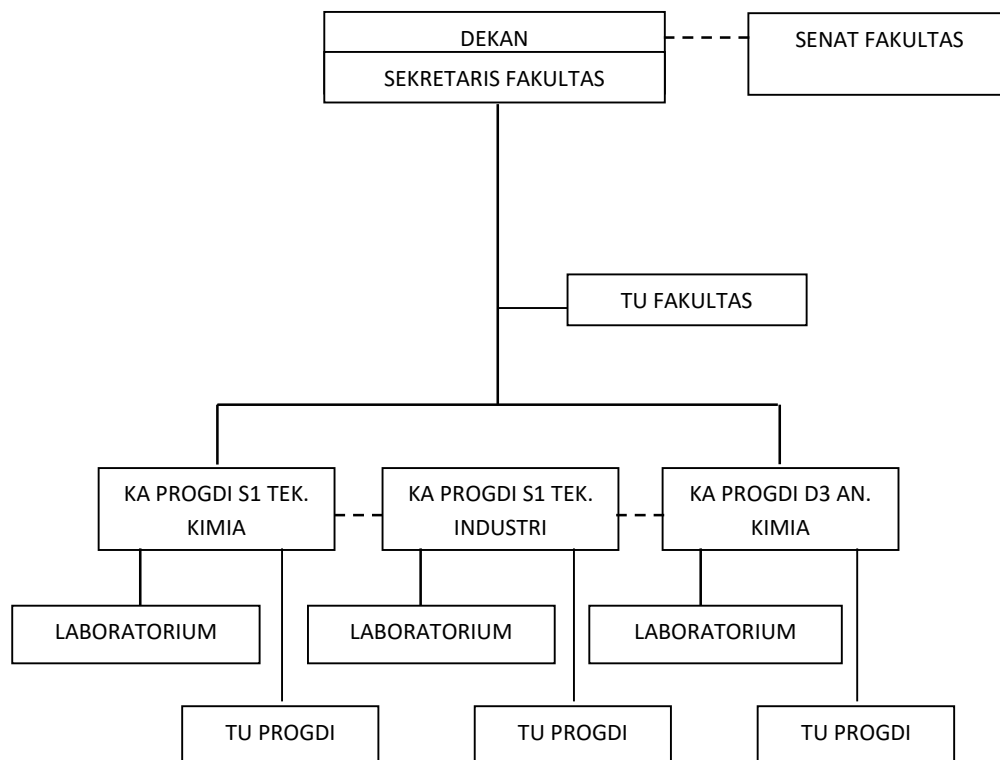 DEKAN
SENAT FAKULTAS
SEKRETARIS FAKULTAS
TU FAKULTAS
KA PROGDI S1 TEK.
KIMIA
KA PROGDI S1 TEK.
INDUSTRI
KA PROGDI D3 AN.
KIMIA
LABORATORIUM
LABORATORIUM
LABORATORIUM
TU PROGDI
TU PROGDI
TU PROGDI